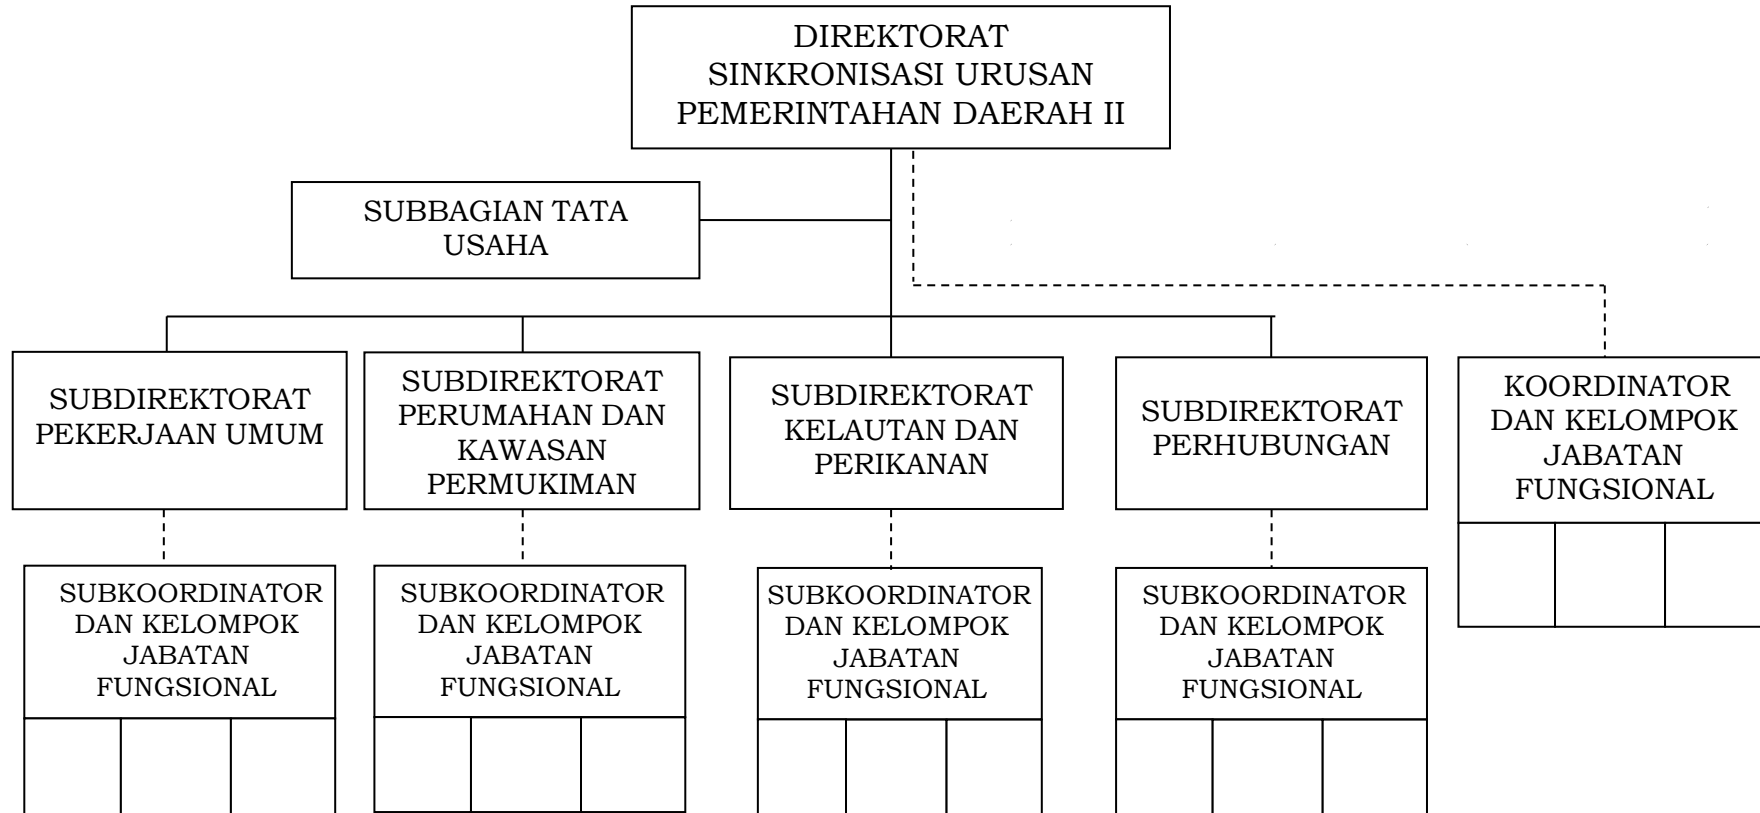 DIREKTORAT
SINKRONISASI URUSAN
PEMERINTAHAN DAERAH II
SUBBAGIAN TATA
USAHA
SUBDIREKTORAT
PEKERJAAN UMUM
SUBDIREKTORAT
PERUMAHAN DAN
KAWASAN
PERMUKIMAN
SUBDIREKTORAT
KELAUTAN DAN
PERIKANAN
SUBDIREKTORAT
PERHUBUNGAN
KOORDINATOR
DAN KELOMPOK
JABATAN
FUNGSIONAL
SUBKOORDINATOR
DAN KELOMPOK
JABATAN
FUNGSIONAL
SUBKOORDINATOR
DAN KELOMPOK
JABATAN
FUNGSIONAL
SUBKOORDINATOR
DAN KELOMPOK
JABATAN
FUNGSIONAL
SUBKOORDINATOR
DAN KELOMPOK
JABATAN
FUNGSIONAL